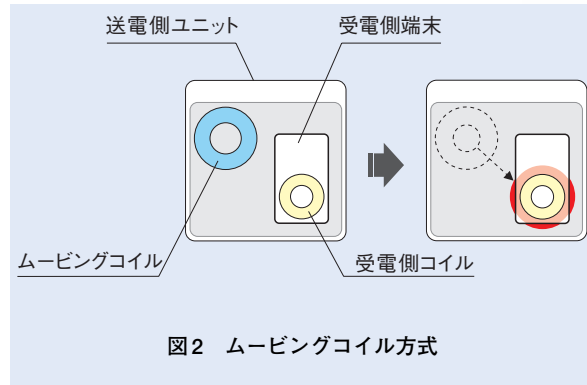 送電側ユニット
受電側端末
ムービングコイル
受電側コイル
図2 ムービングコイル方式